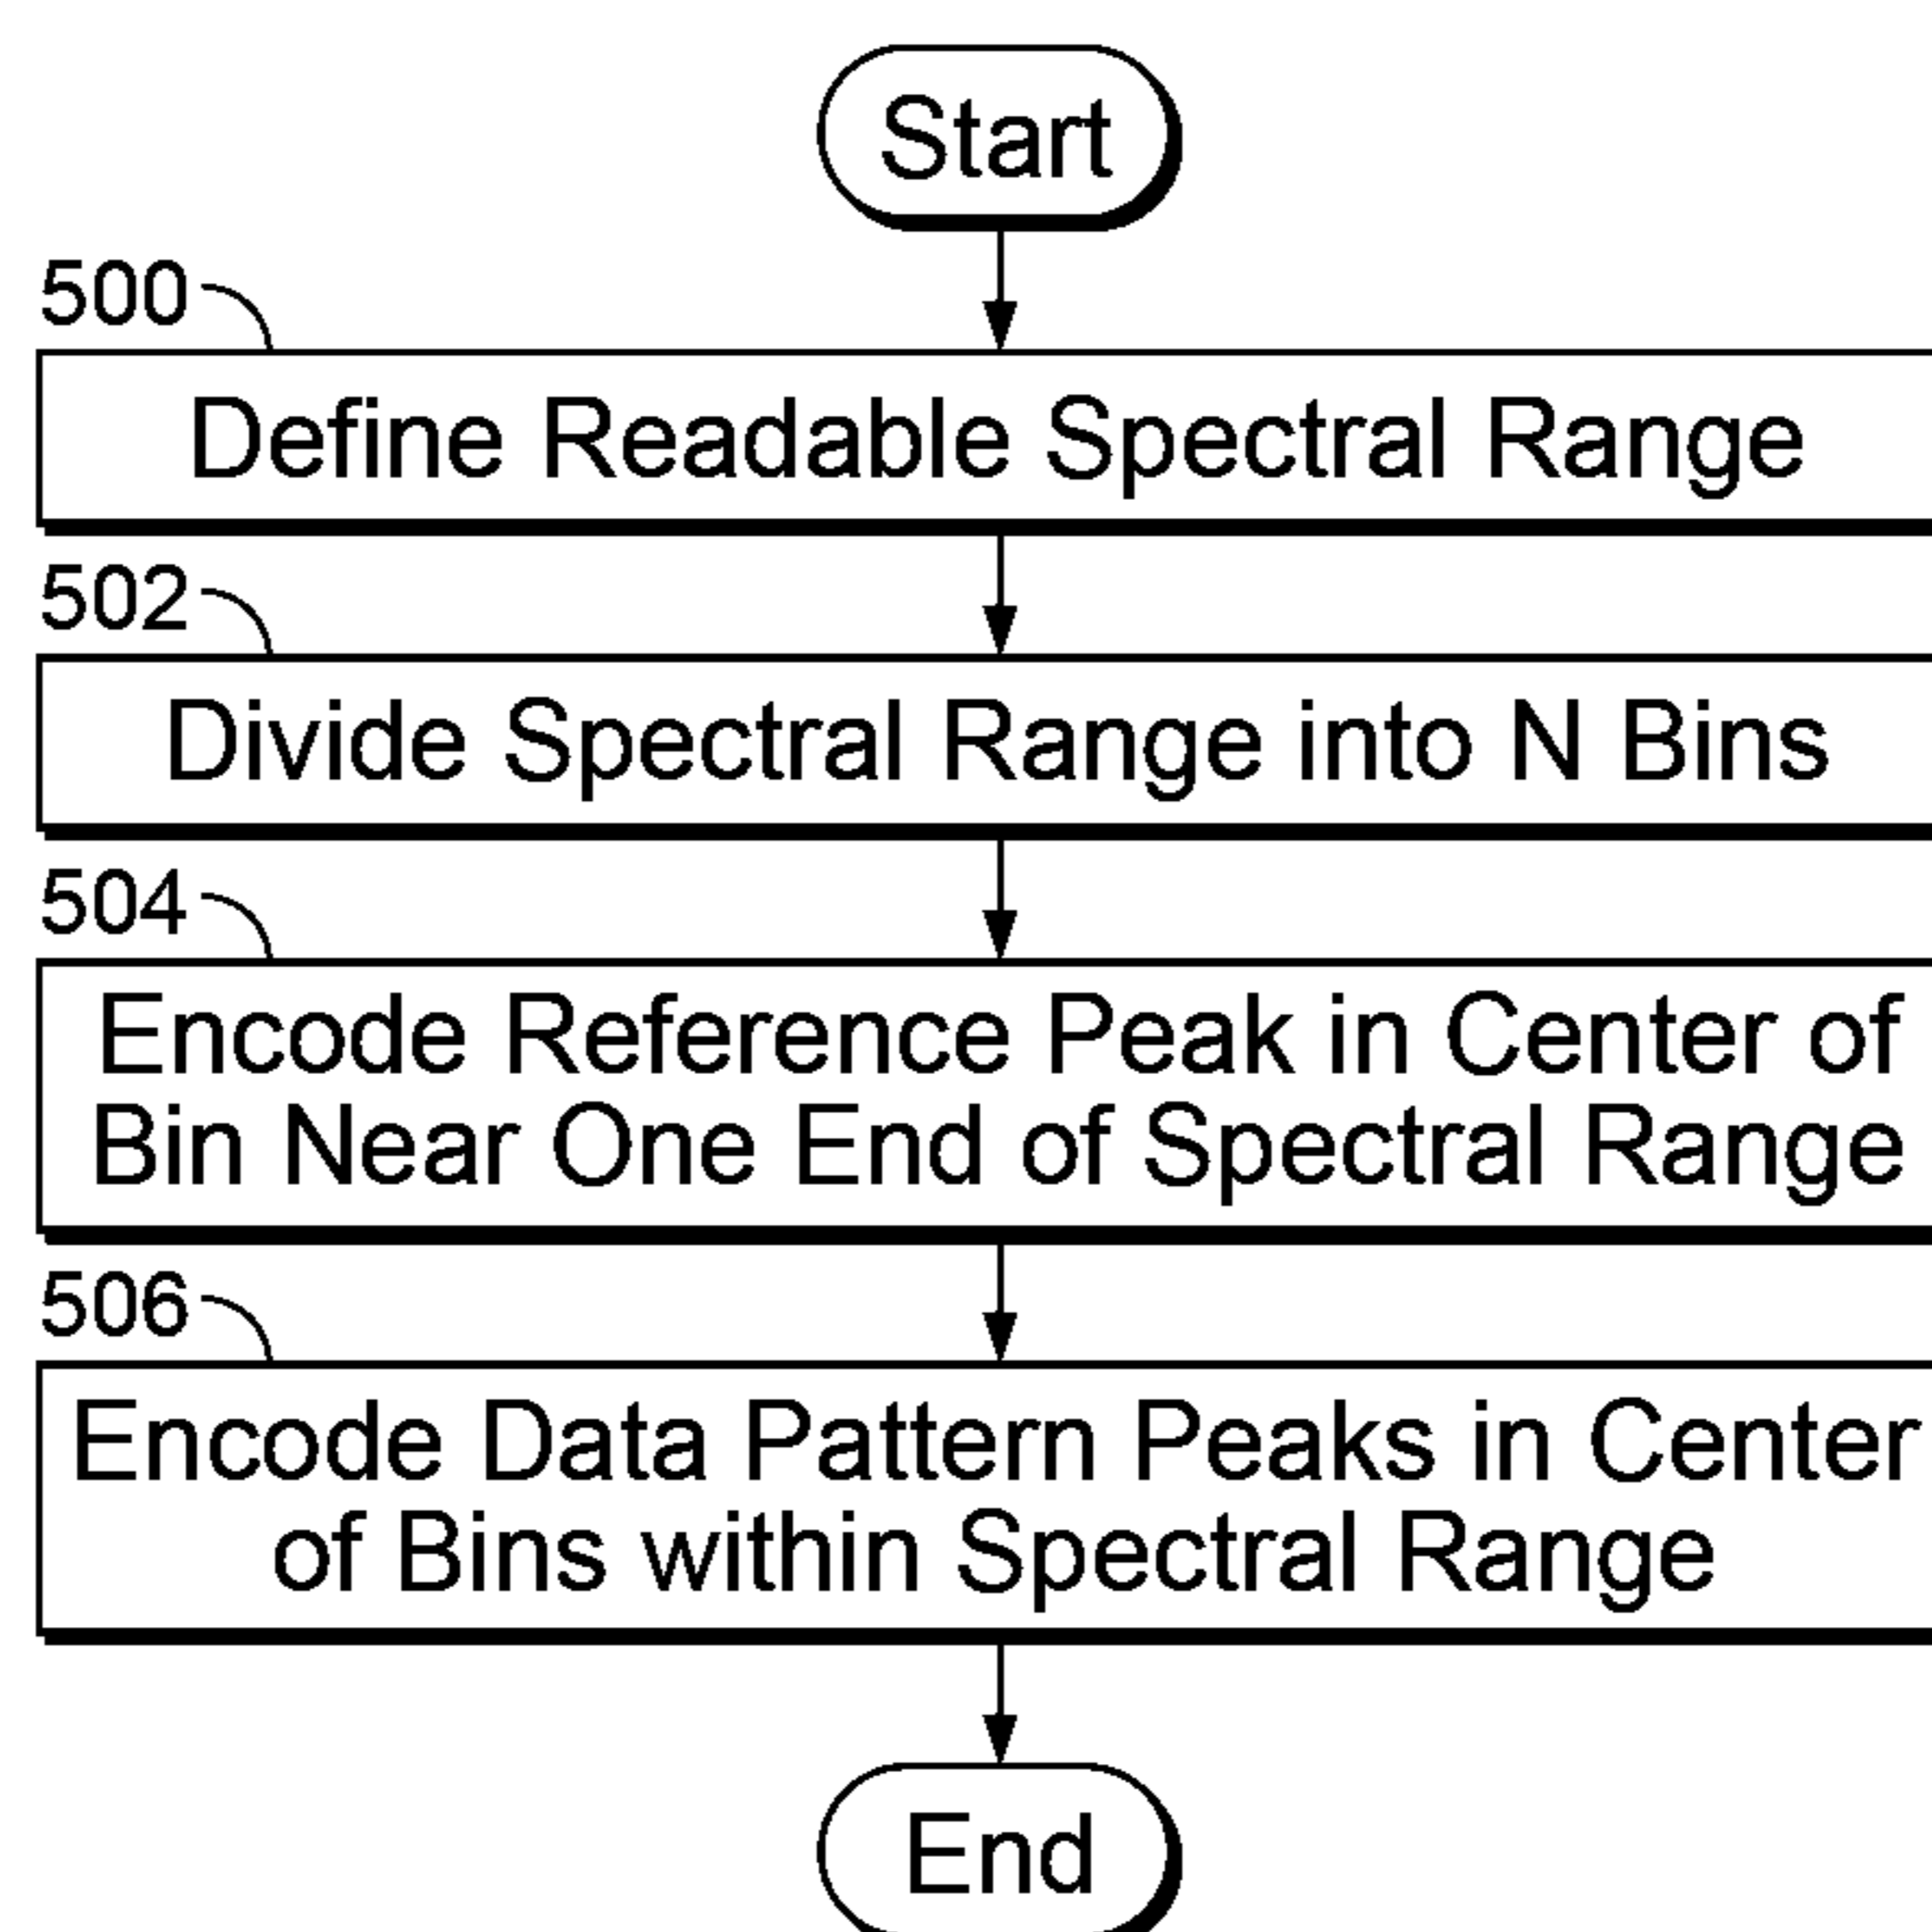 Start
500
Define Readable Spectral Range
502
Divide Spectral Range into N Bins
504
Encode Reference Peak in Center of
Bin Near One End of Spectral Range
506
Encode Data Pattern Peaks in Center
of Bins within Spectral Range
End